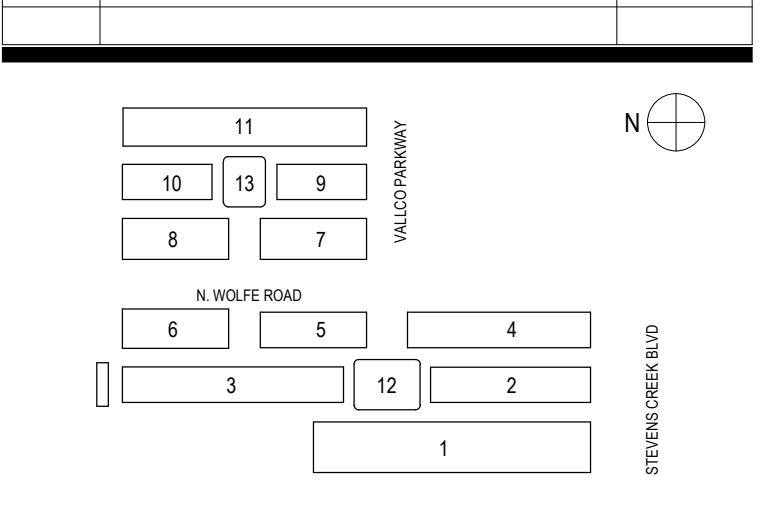 11
N
10 13 9
VALLCO PARKWAY
8 7
N. WOLFE ROAD
6 5 4
3 12 2
STEVENS CREEK BLVD
1